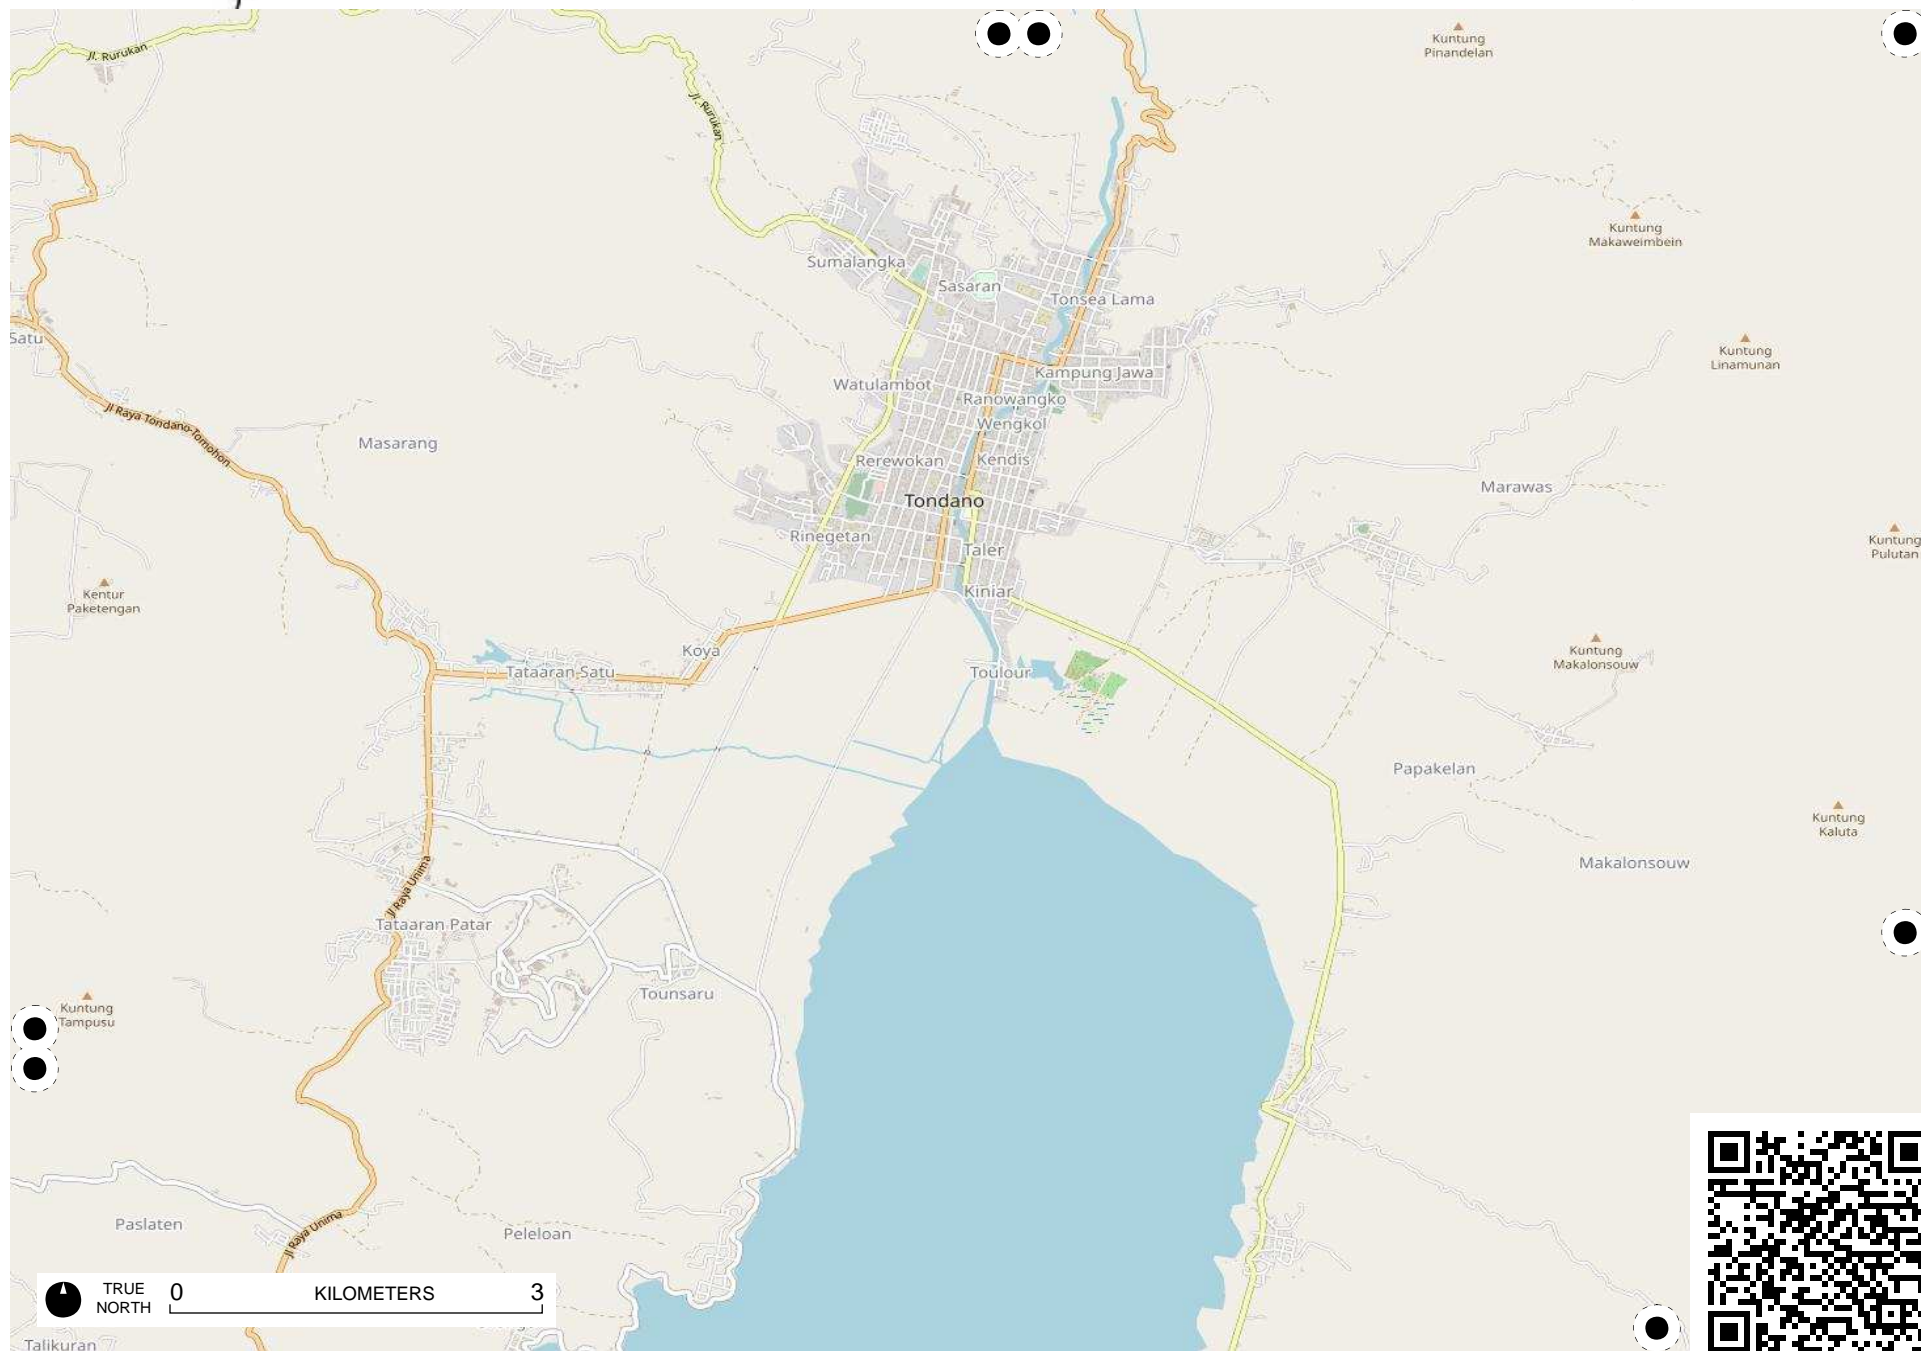 Jl. Rurukan
Kuntung
Pinandelan
Jl. Rurukan
Kuntung
Makaweimbein
Sumalangka
Sasaran
Tonsea Lama
Satu
Kuntung
Linamunan
Kampung Jawa
Watulambot
Ranowangko
Wengkol
Jl Raya Tondano-Tomohon
Masarang
Rerewokan
Kendis
Marawas
Tondano
Rinegetan
Taler
Kuntung
Pulutan
Kentur
Paketengan
Kiniar
Koya
Kuntung
Makalonsouw
Tataaran Satu
Toulour
Papakelan
Kuntung
Kaluta
Makalonsouw
Jl Raya Unima
Tataaran Patar
Tounsaru
Kuntung
Tampusu
Paslaten
Jl Raya Unima
Peleloan
TRUE
NORTH
0 KILOMETERS 3
Talikuran